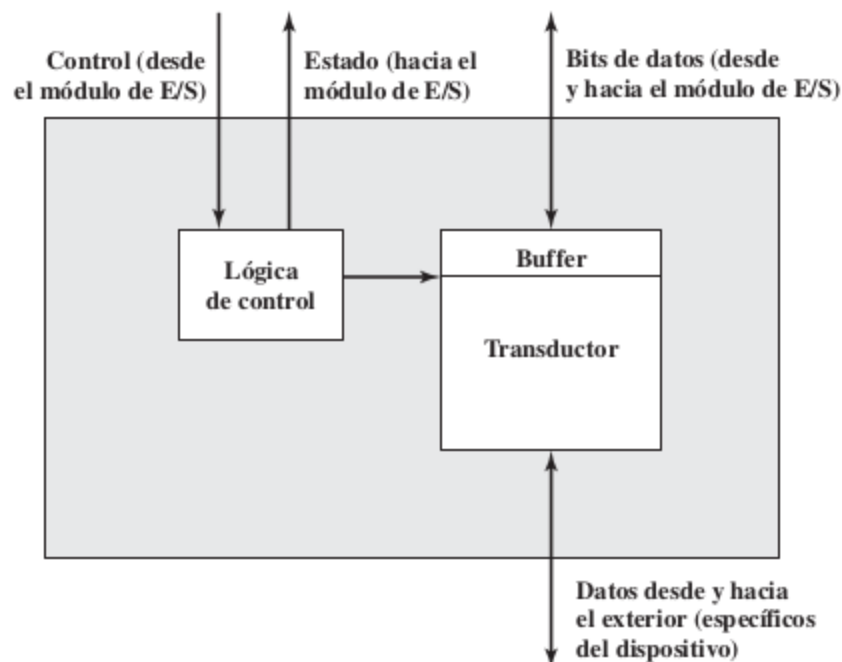 Control (desde
el módulo de E/S)
Estado (hacia el
módulo de E/S)
Bits de datos (desde
y hacia el módulo de E/S)
Lógica
de control
Buffer
Transductor
Datos desde y hacia
el exterior (específicos
del dispositivo)